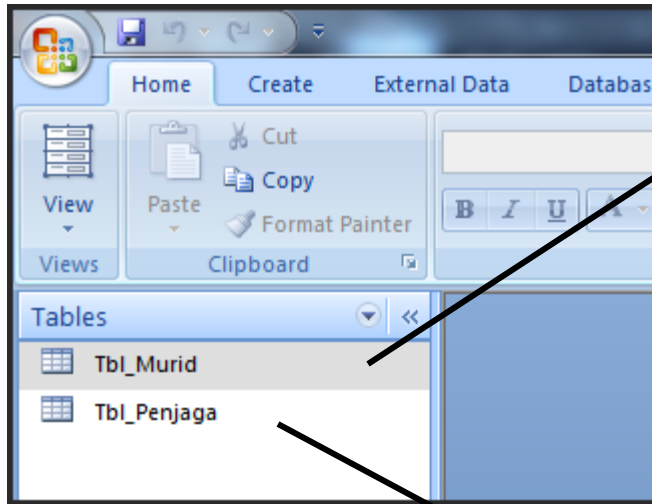 Home Create External Data Databas
Cut
Copy
View Paste Format Painter
B I U A
Views Clipboard
Tables
Tbl_Murid
Tbl_Penjaga